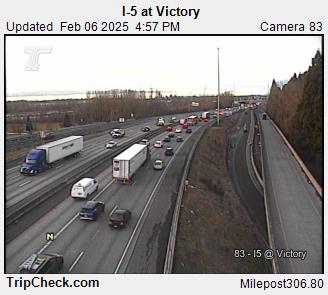 I-5 at Victory
Updated Feb 06 2025 4:57 PM Camera 83
N
83 - I5 @ Victory
TripCheck.com Milepost306.80